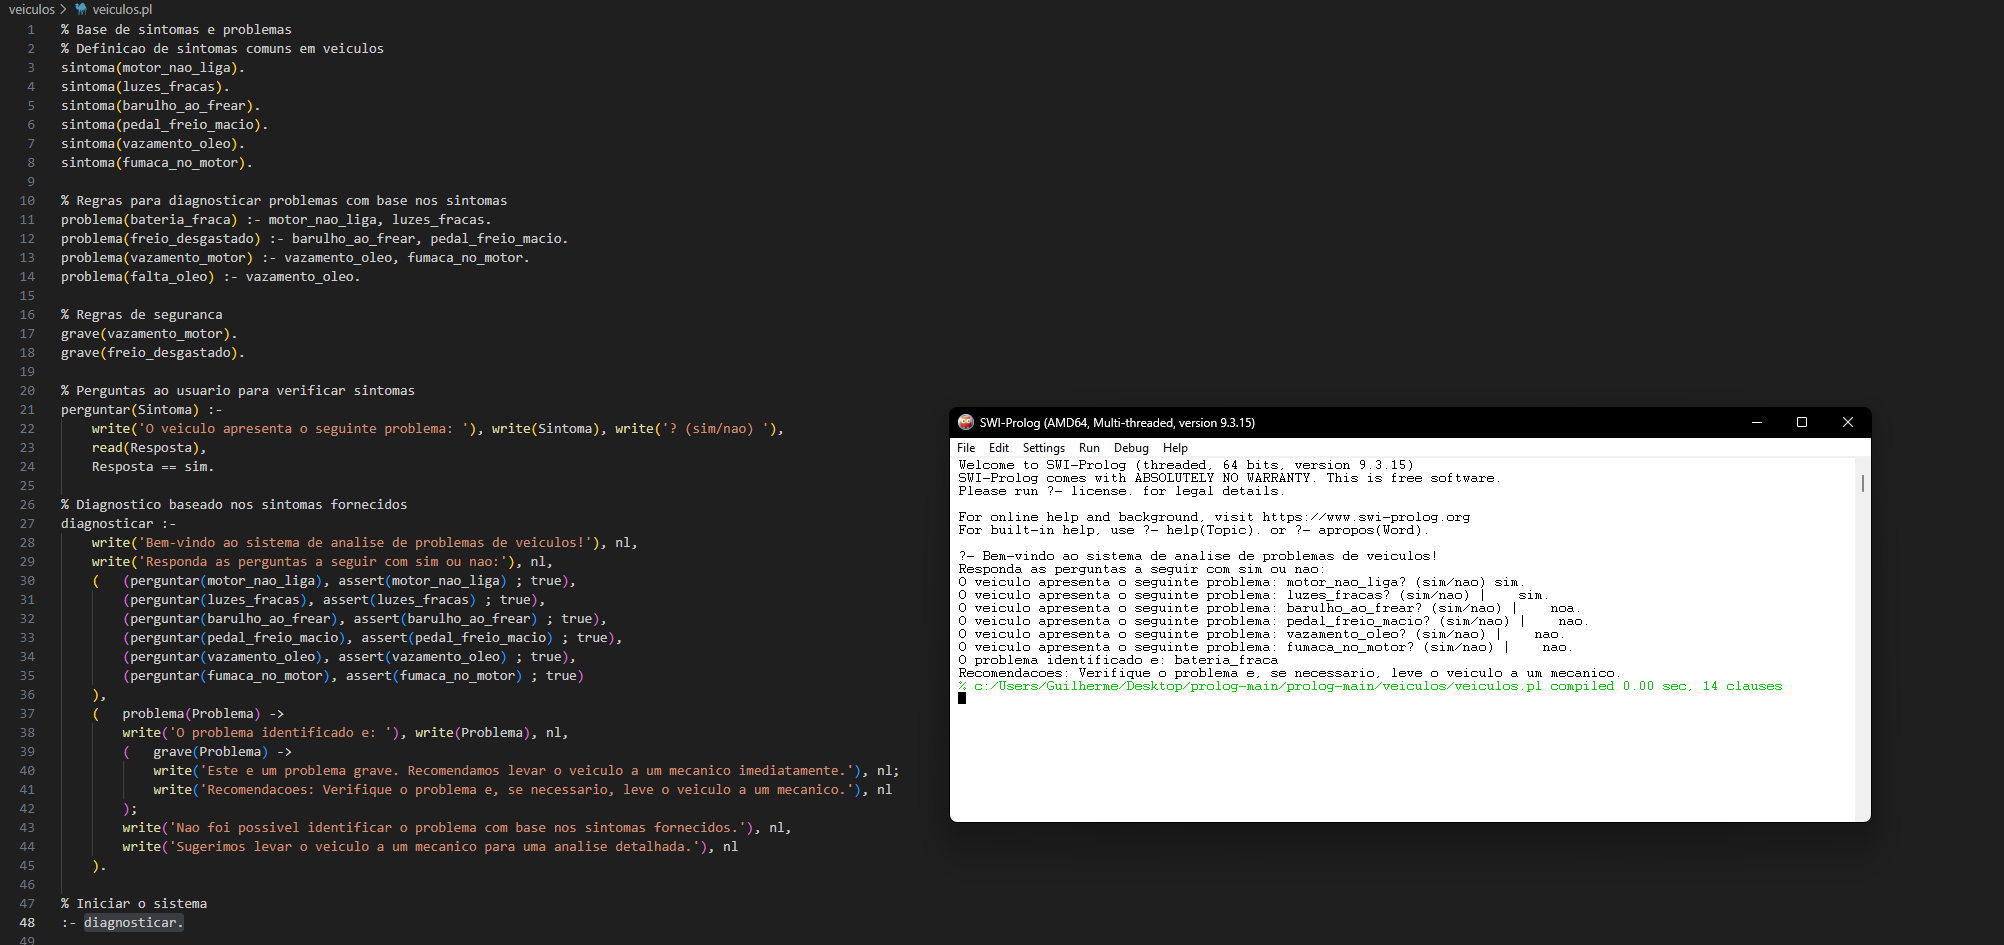 veiculos > veiculos.pl
1 % Base de sintomas e problemas
2 % Definicao de sintomas comuns em veiculos
3 sintoma(motor_nao_liga).
4 sintoma(luzes_fracas).
5 sintoma(barulho_ao_frear).
6 sintoma(pedal_freio_macio).
7 sintoma(vazamento_oleo).
8 sintoma(fumaca_no_motor).
9
10 % Regras para diagnosticar problemas com base nos sintomas
11 problema(bateria_fraca) :- motor_nao_liga, luzes_fracas.
12 problema(freio_desgastado) :- barulho_ao_frear, pedal_freio_macio.
13 problema(vazamento_motor) :- vazamento_oleo, fumaca_no_motor.
14 problema(falta_oleo) :- vazamento_oleo.
15
16 % Regras de seguranca
17 grave(vazamento_motor).
18 grave(freio_desgastado).
19
20 % Perguntas ao usuario para verificar sintomas
21 perguntar(Sintoma) :-
22     write('O veiculo apresenta o seguinte problema: '), write(Sintoma), write('? (sim/nao) '),
23     read(Resposta),
24     Resposta == sim.
25
26 % Diagnostico baseado nos sintomas fornecidos
27 diagnosticar :-
28     write('Bem-vindo ao sistema de analise de problemas de veiculos!'), nl,
29     write('Responda as perguntas a seguir com sim ou nao:'), nl,
30     (   (perguntar(motor_nao_liga), assert(motor_nao_liga) ; true),
31         (perguntar(luzes_fracas), assert(luzes_fracas) ; true),
32         (perguntar(barulho_ao_frear), assert(barulho_ao_frear) ; true),
33         (perguntar(pedal_freio_macio), assert(pedal_freio_macio) ; true),
34         (perguntar(vazamento_oleo), assert(vazamento_oleo) ; true),
35         (perguntar(fumaca_no_motor), assert(fumaca_no_motor) ; true)
36     ),
37     (   problema(Problema) ->
38         write('O problema identificado e: '), write(Problema), nl,
39         (   grave(Problema) ->
40             write('Este e um problema grave. Recomendamos levar o veiculo a um mecanico imediatamente.'), nl;
41             write('Recomendacoes: Verifique o problema e, se necessario, leve o veiculo a um mecanico.'), nl
42         );
43         write('Nao foi possivel identificar o problema com base nos sintomas fornecidos.'), nl,
44         write('Sugerimos levar o veiculo a um mecanico para uma analise detalhada.'), nl
45     ).
46
47 % Iniciar o sistema
48 :- diagnosticar.
49
SWI-Prolog (AMD64, Multi-threaded, version 9.3.15)
File Edit Settings Run Debug Help
Welcome to SWI-Prolog (threaded, 64 bits, version 9.3.15)
SWI-Prolog comes with ABSOLUTELY NO WARRANTY. This is free software.
Please run ?- license. for legal details.
For online help and background, visit https://www.swi-prolog.org
For built-in help, use ?- help(Topic). or ?- apropos(Word).
?- Bem-vindo ao sistema de analise de problemas de veiculos!
Responda as perguntas a seguir com sim ou nao:
O veiculo apresenta o seguinte problema: motor_nao_liga? (sim/nao) sim.
O veiculo apresenta o seguinte problema: luzes_fracas? (sim/nao) |    sim.
O veiculo apresenta o seguinte problema: barulho_ao_frear? (sim/nao) |    noa.
O veiculo apresenta o seguinte problema: pedal_freio_macio? (sim/nao) |    nao.
O veiculo apresenta o seguinte problema: vazamento_oleo? (sim/nao) |    nao.
O veiculo apresenta o seguinte problema: fumaca_no_motor? (sim/nao) |    nao.
O problema identificado e: bateria_fraca
Recomendacoes: Verifique o problema e, se necessario, leve o veiculo a um mecanico.
% c:/Users/Guilherme/Desktop/prolog-main/prolog-main/veiculos/veiculos.pl compiled 0.00 sec, 14 clauses